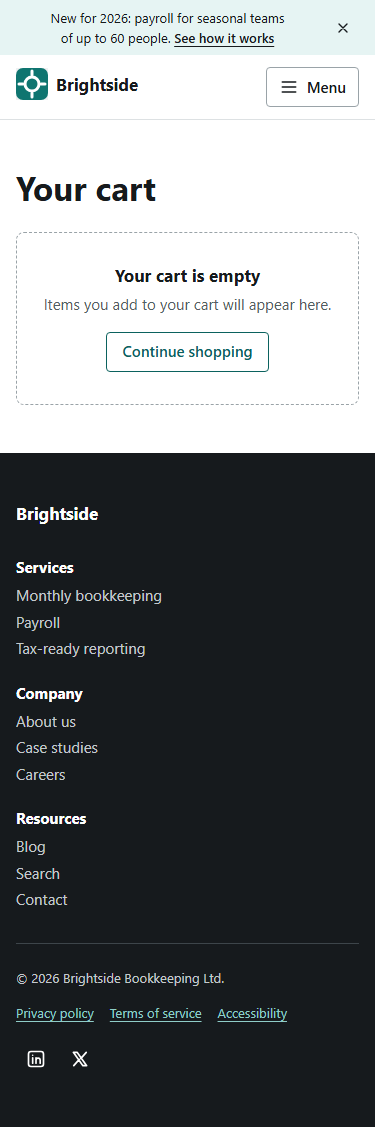 New for 2026: payroll for seasonal teams
of up to 60 people. See how it works
Brightside
Menu
Your cart
Your cart is empty
Items you add to your cart will appear here.
Continue shopping
Brightside
Services
Monthly bookkeeping
Payroll
Tax-ready reporting
Company
About us
Case studies
Careers
Resources
Blog
Search
Contact
© 2026 Brightside Bookkeeping Ltd.
Privacy policy Terms of service Accessibility